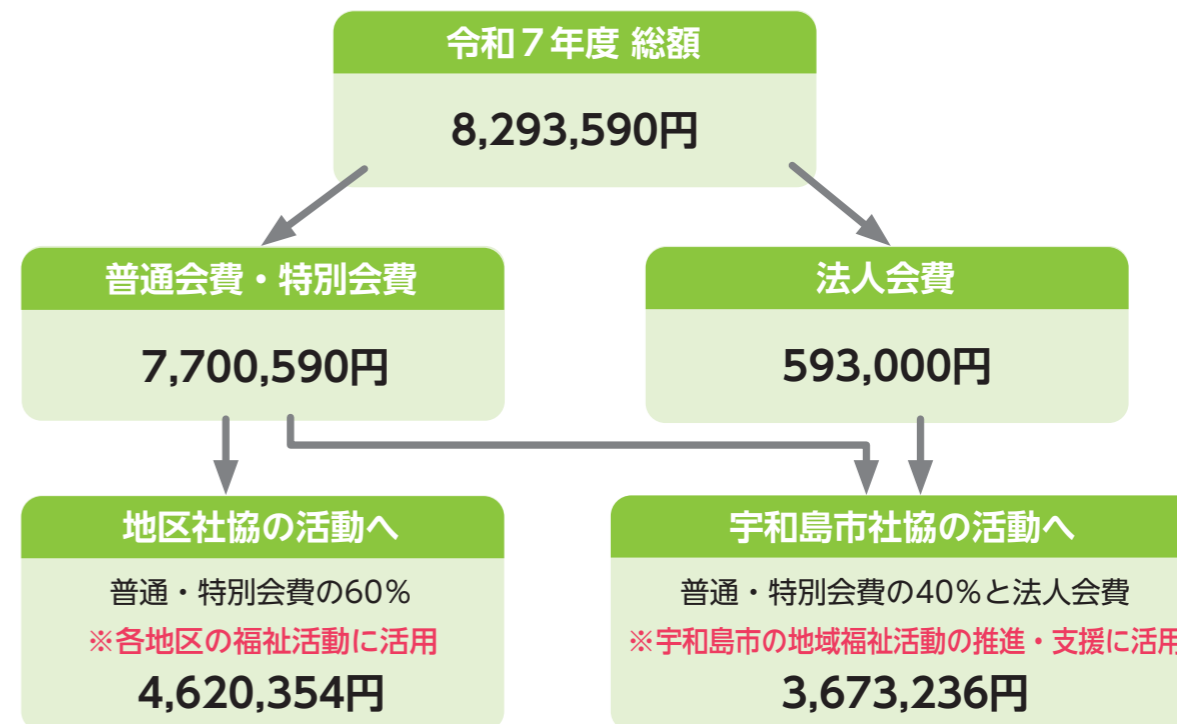 令和７年度 総額
8,293,590円
普通会費・特別会費
7,700,590円
法人会費
593,000円
地区社協の活動へ
普通・特別会費の60％
※各地区の福祉活動に活用
4,620,354円
宇和島市社協の活動へ
普通・特別会費の40％と法人会費
※宇和島市の地域福祉活動の推進・支援に活用
3,673,236円